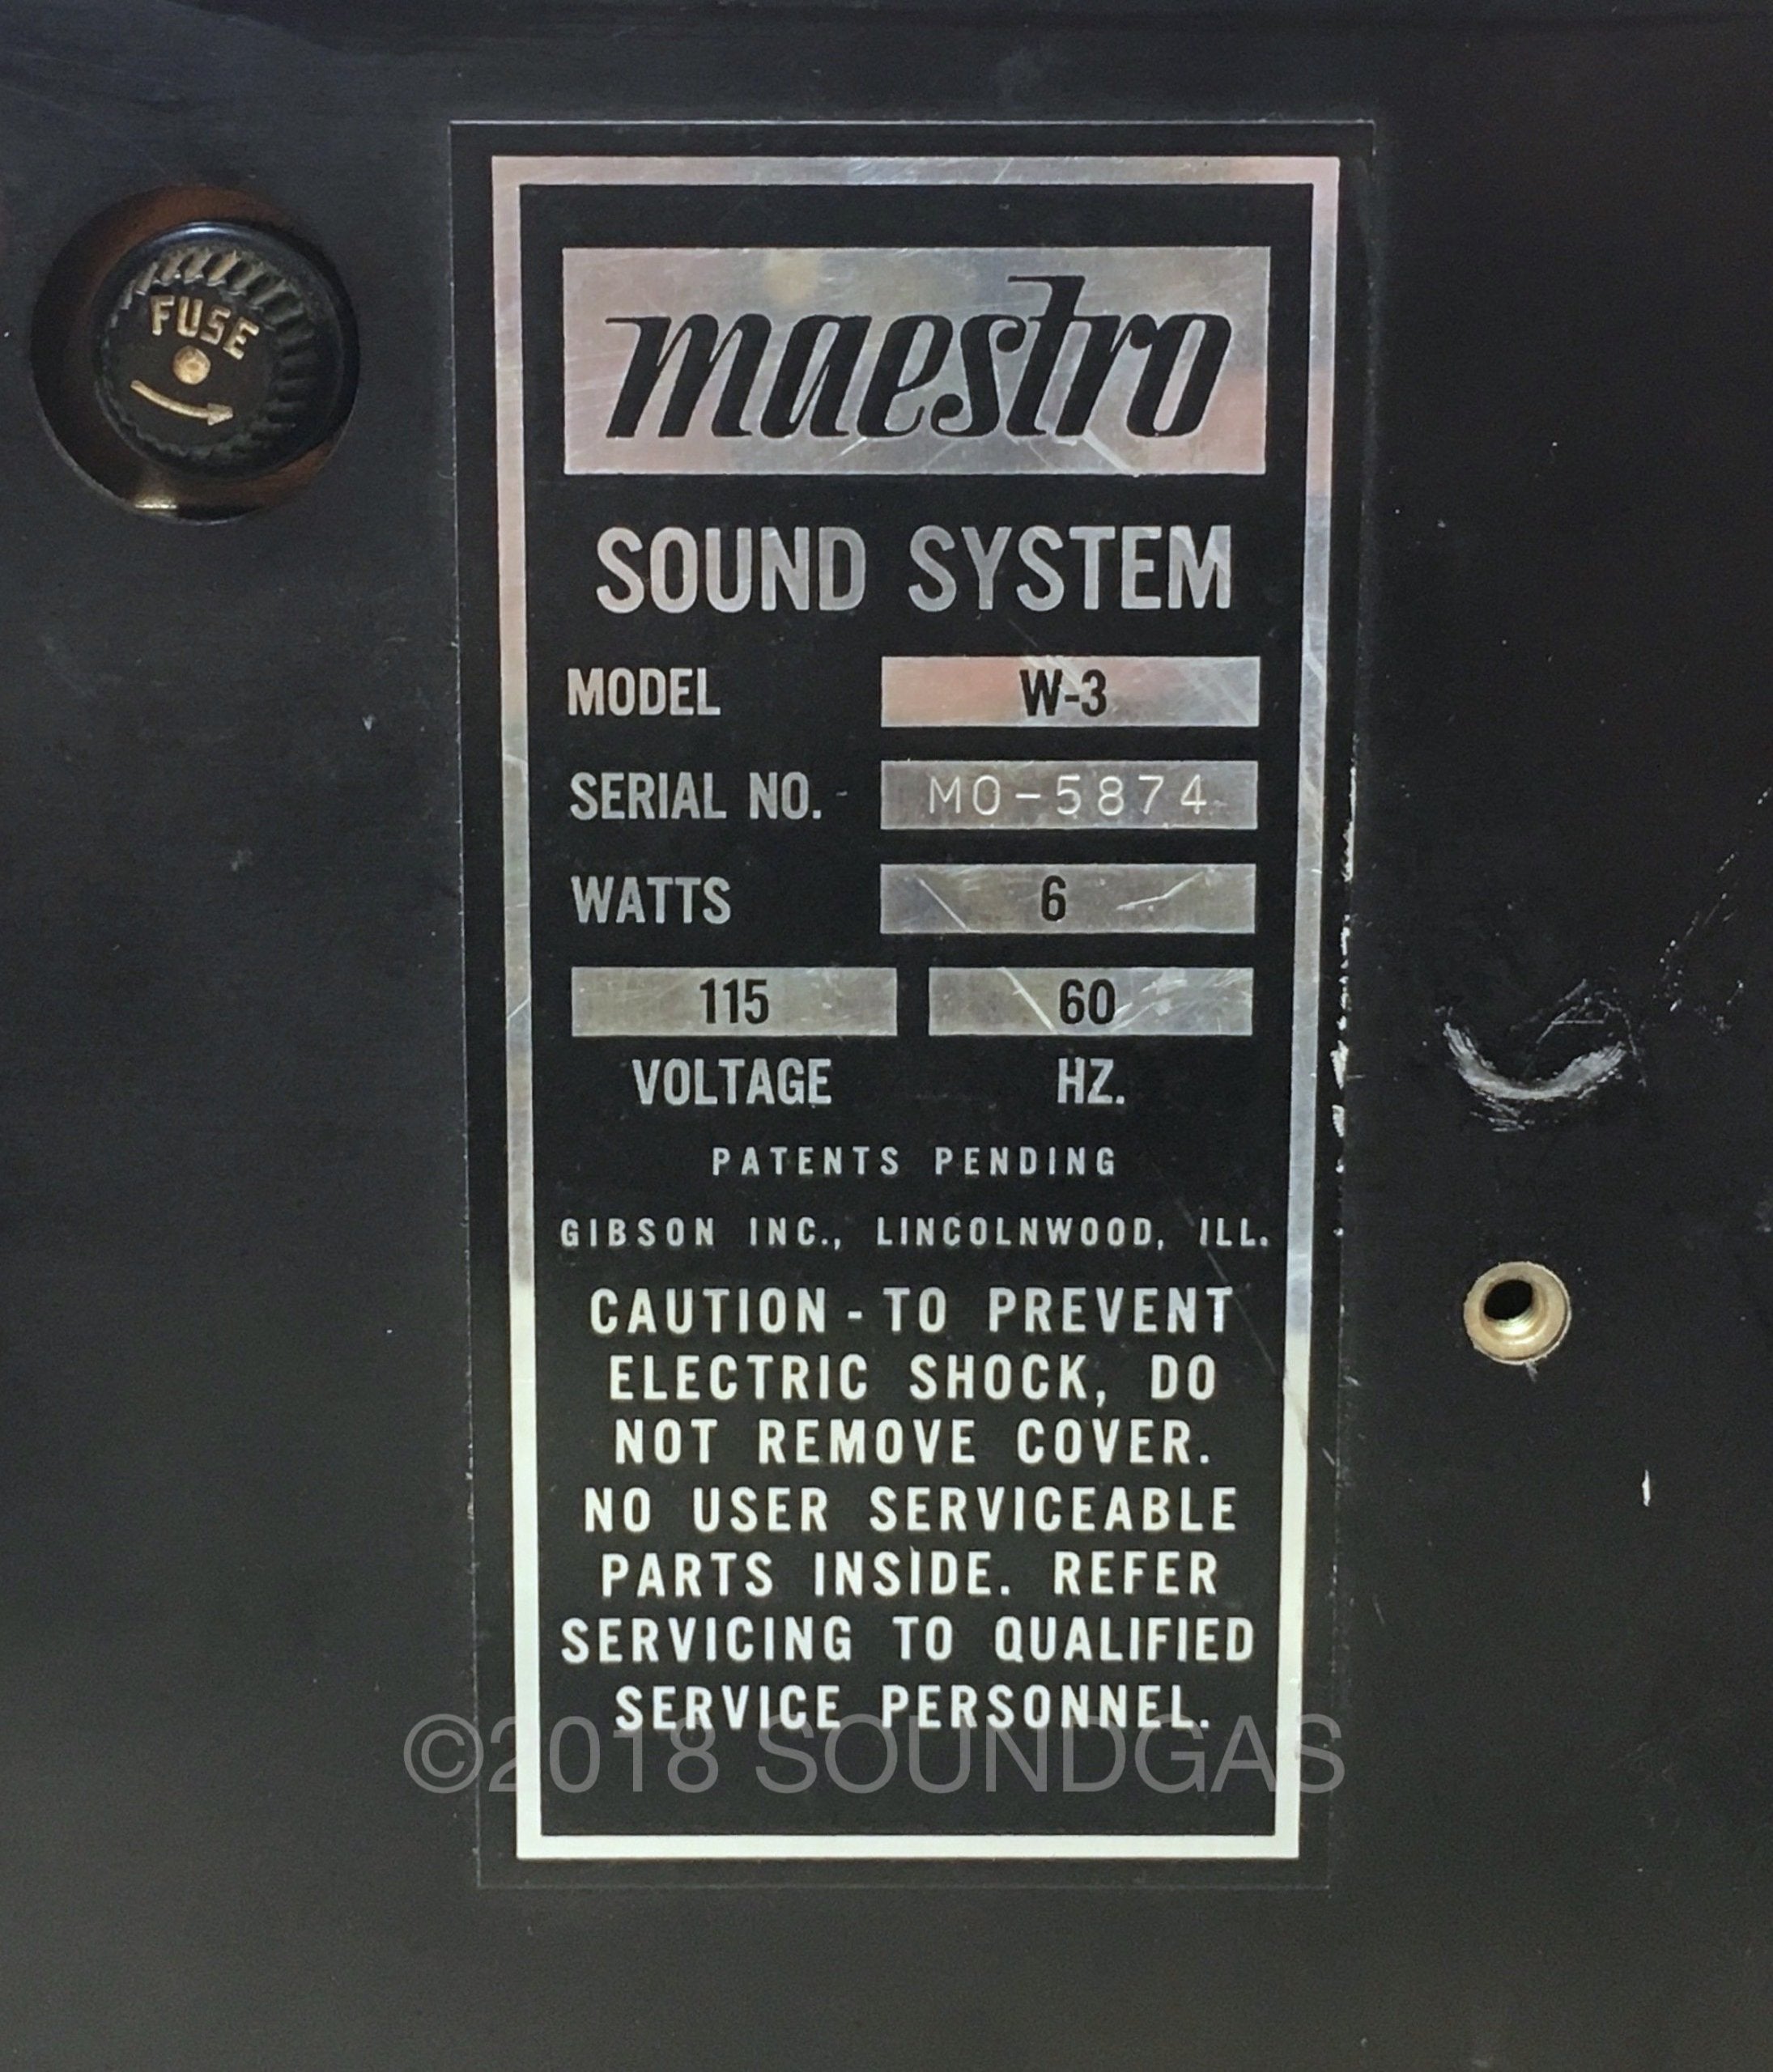 FUSE
maestro
SOUND SYSTEM
MODEL W-3
SERIAL NO. MO-5874
WATTS 6
115 60
VOLTAGE HZ.
PATENTS PENDING
GIBSON INC., LINCOLNWOOD, ILL.
CAUTION - TO PREVENT
ELECTRIC SHOCK, DO
NOT REMOVE COVER.
NO USER SERVICEABLE
PARTS INSIDE. REFER
SERVICING TO QUALIFIED
SERVICE PERSONNEL.
©2018 SOUNDGAS